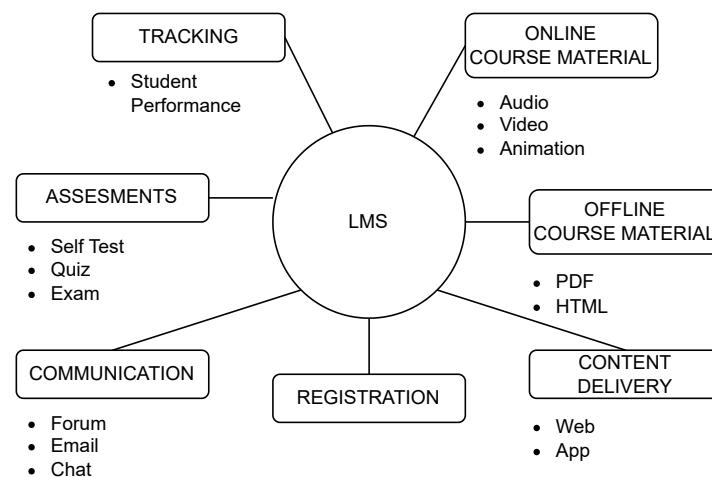 TRACKING
• Student
Performance
ONLINE
COURSE MATERIAL
• Audio
• Video
• Animation
ASSESMENTS
• Self Test
• Quiz
• Exam
LMS
OFFLINE
COURSE MATERIAL
• PDF
• HTML
COMMUNICATION
• Forum
• Email
• Chat
REGISTRATION
CONTENT
DELIVERY
• Web
• App